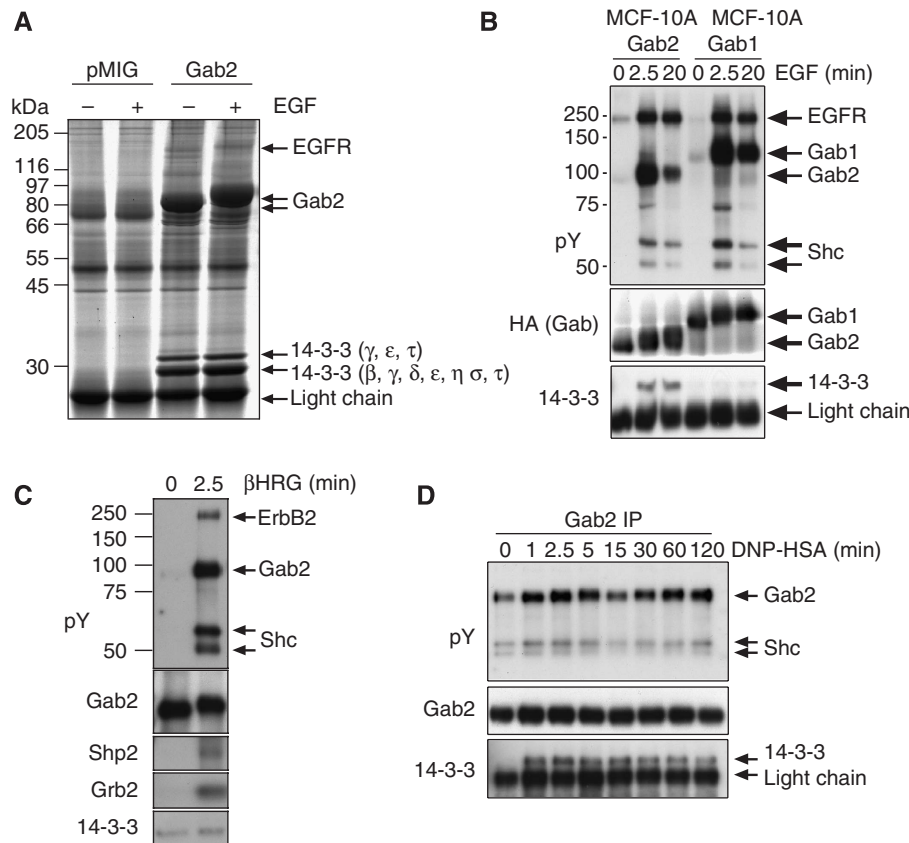 A
pMIG Gab2
kDa – + – + EGF
205
116
97
80
66
55
45
30
EGFR
Gab2
14-3-3 (γ, ε, τ)
14-3-3 (β, γ, δ, ε, η σ, τ)
Light chain
B
MCF-10A MCF-10A
Gab2 Gab1
0 2.5 20 0 2.5 20 EGF (min)
250
150
100
75
pY
50
EGFR
Gab1
Gab2
Shc
HA (Gab)
Gab1
Gab2
14-3-3
14-3-3
Light chain
C
0 2.5 βHRG (min)
250
150
100
75
pY
50
ErbB2
Gab2
Shc
Gab2
Shp2
Grb2
14-3-3
D
Gab2 IP
0 1 2.5 5 15 30 60 120 DNP-HSA (min)
pY
Gab2
Shc
Gab2
14-3-3
14-3-3
Light chain